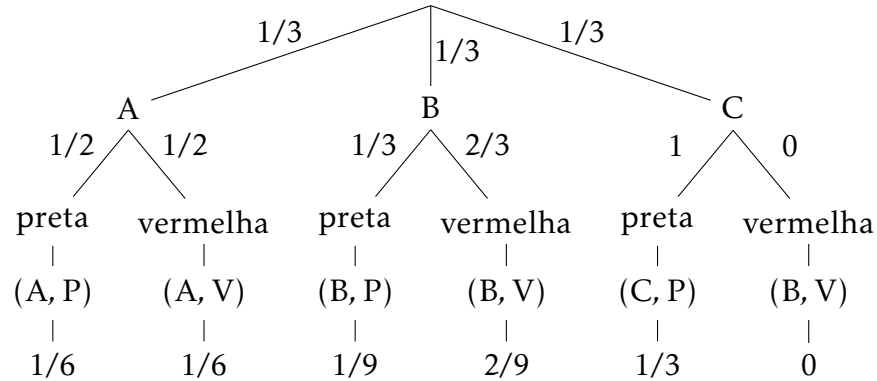 1/3 1/3 1/3
A B C
1/2 1/2 1/3 2/3 1 0
preta vermelha preta vermelha preta vermelha
(A, P) (A, V) (B, P) (B, V) (C, P) (B, V)
1/6 1/6 1/9 2/9 1/3 0